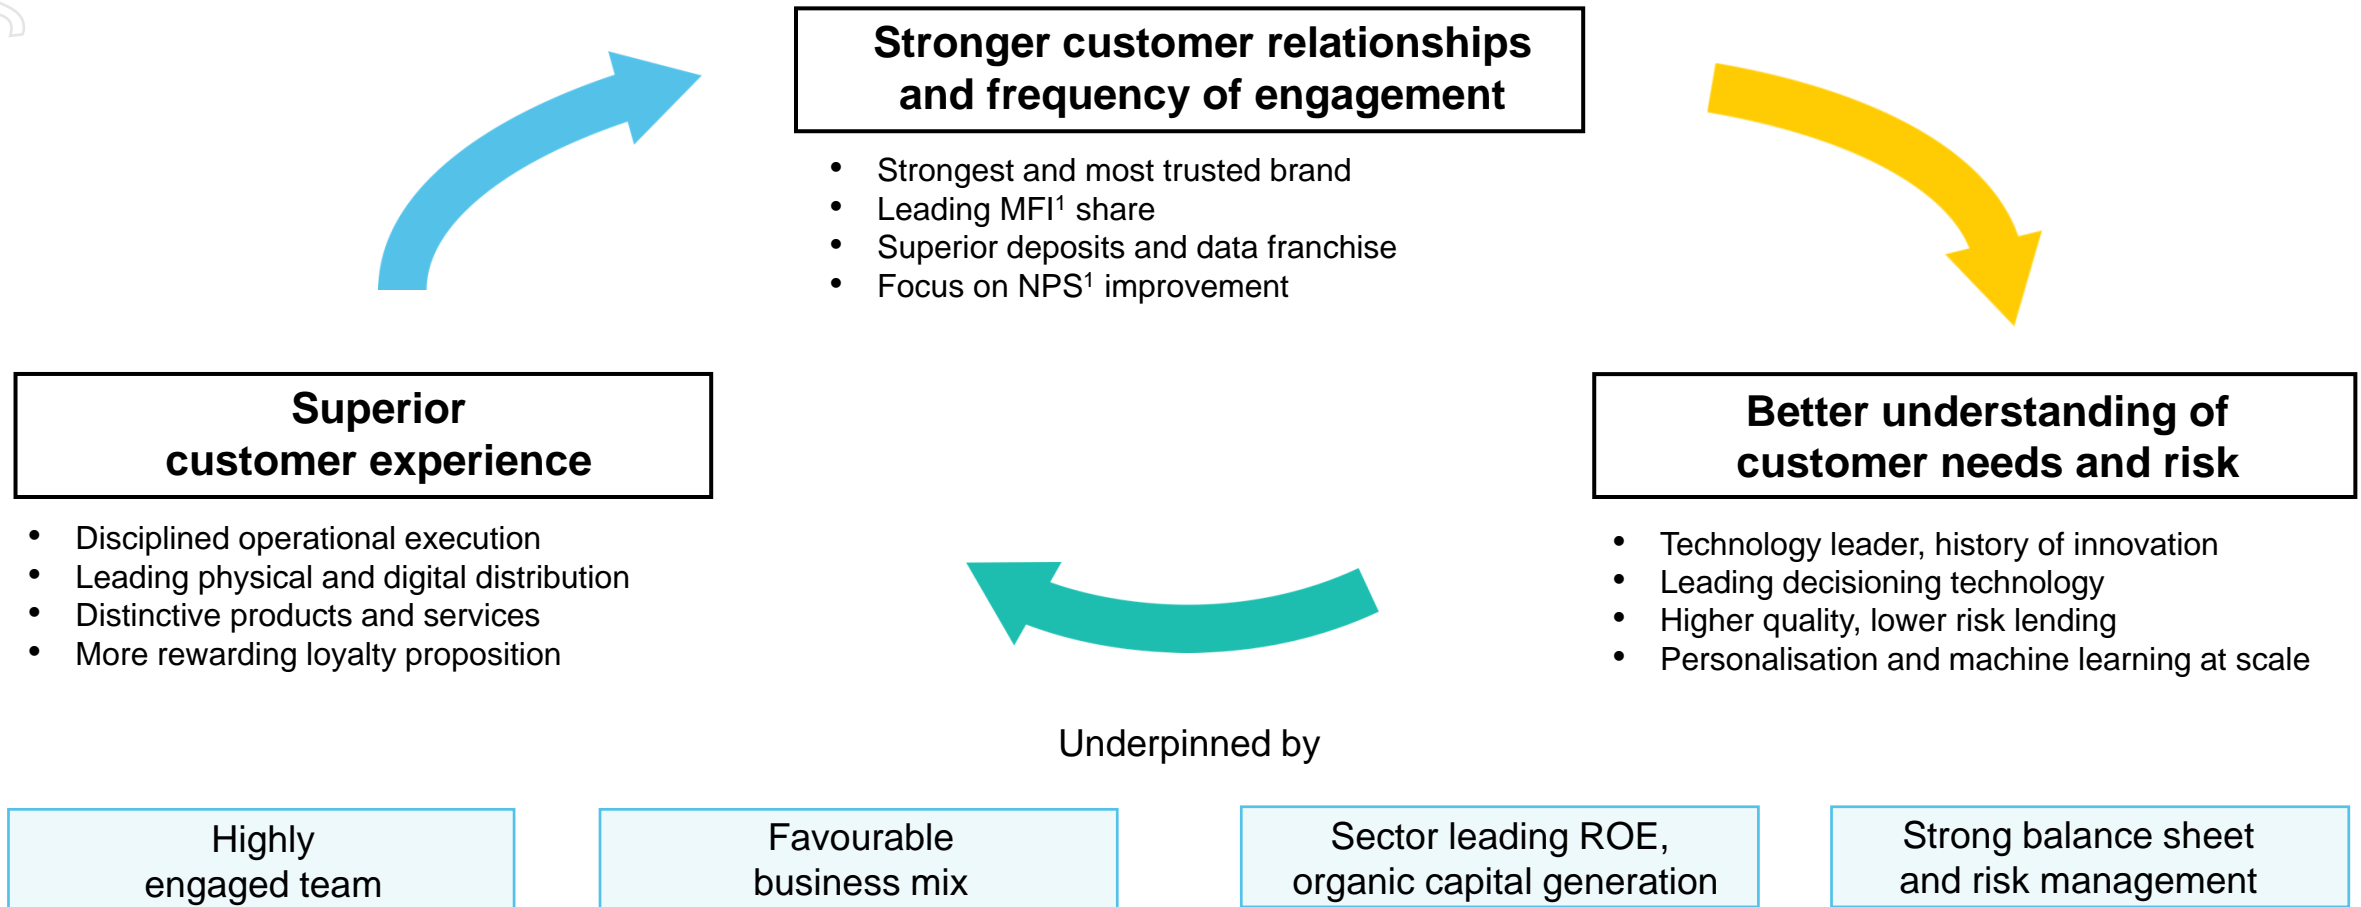 Stronger customer relationships
and frequency of engagement
• Strongest and most trusted brand
• Leading MFI¹ share
• Superior deposits and data franchise
• Focus on NPS¹ improvement
Superior
customer experience
• Disciplined operational execution
• Leading physical and digital distribution
• Distinctive products and services
• More rewarding loyalty proposition
Better understanding of
customer needs and risk
• Technology leader, history of innovation
• Leading decisioning technology
• Higher quality, lower risk lending
• Personalisation and machine learning at scale
Underpinned by
Highly
engaged team
Favourable
business mix
Sector leading ROE,
organic capital generation
Strong balance sheet
and risk management